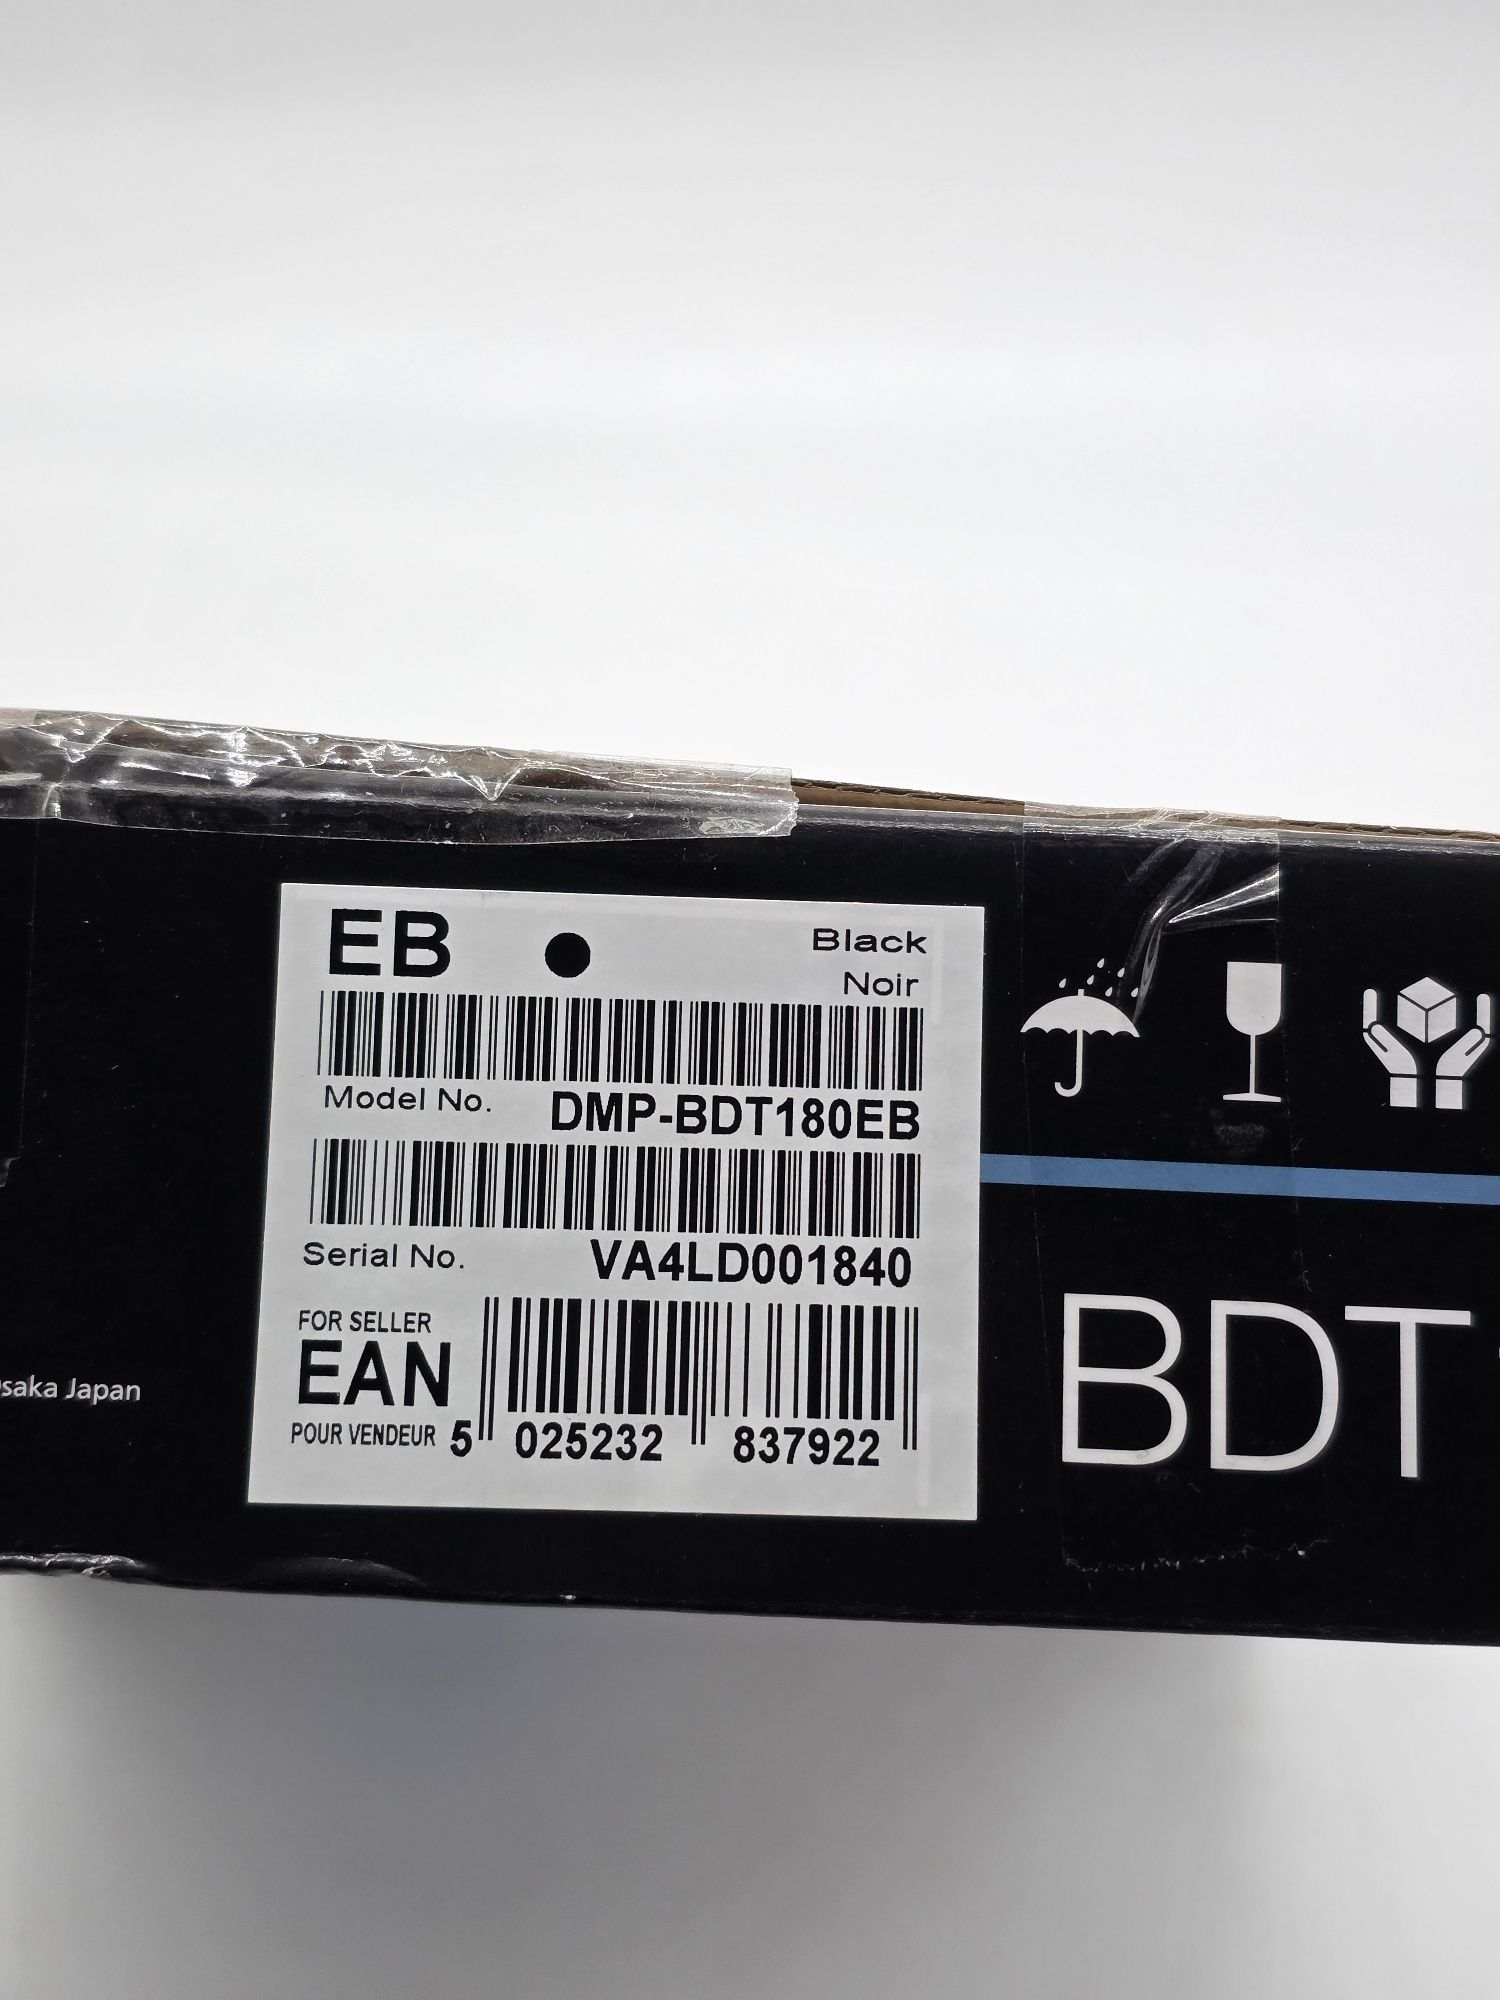 EB
Black
Noir
Model No. DMP-BDT180EB
Serial No. VA4LD001840
FOR SELLER
EAN
POUR VENDEUR 5 025232 837922
saka Japan
BDT